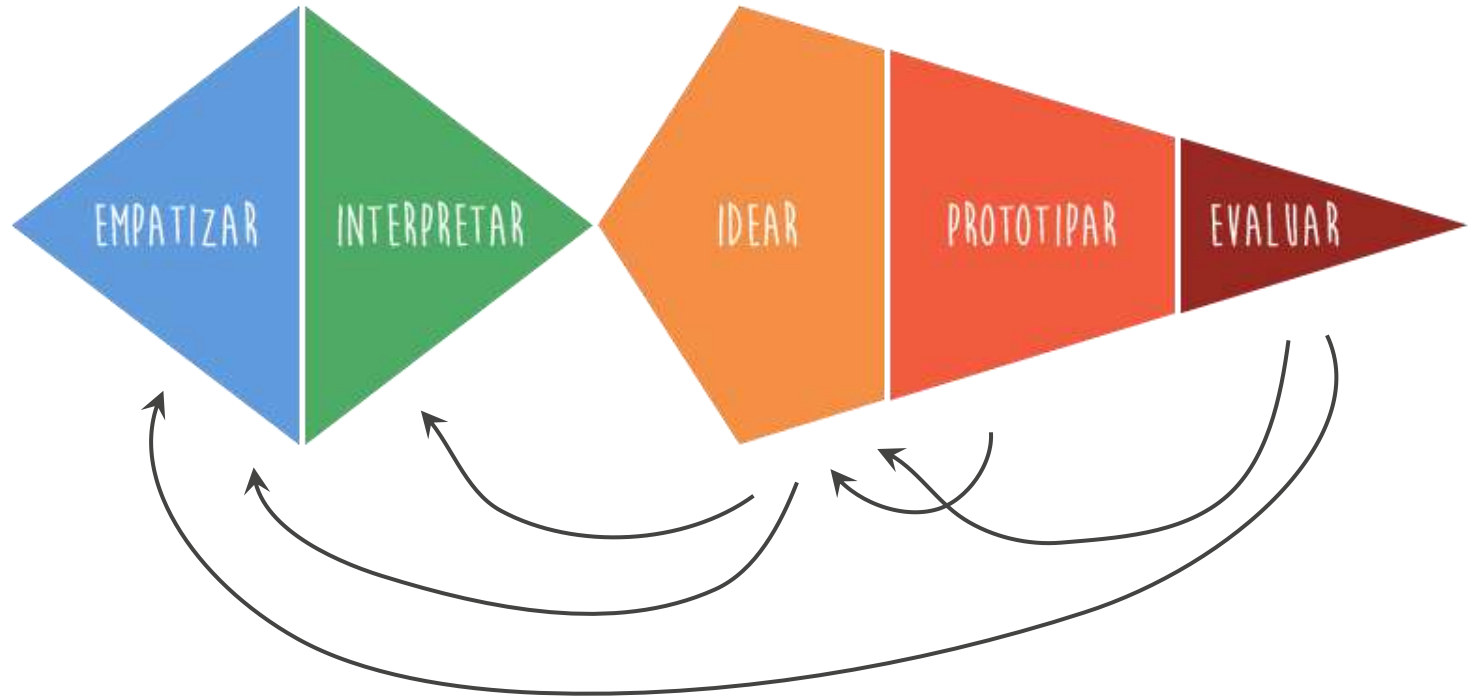 EMPATIZAR
INTERPRETAR
IDEAR
PROTOTIPAR
EVALUAR